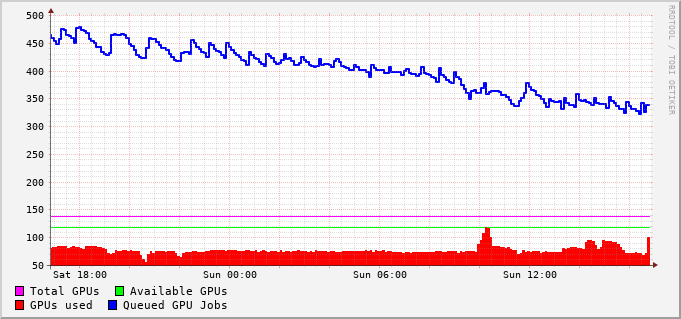 500
450
400
350
300
250
200
150
100
50
Sat 18:00 Sun 00:00 Sun 06:00 Sun 12:00
Total GPUs Available GPUs
GPUs used Queued GPU Jobs
RRDTOOL / TOBI OETIKER